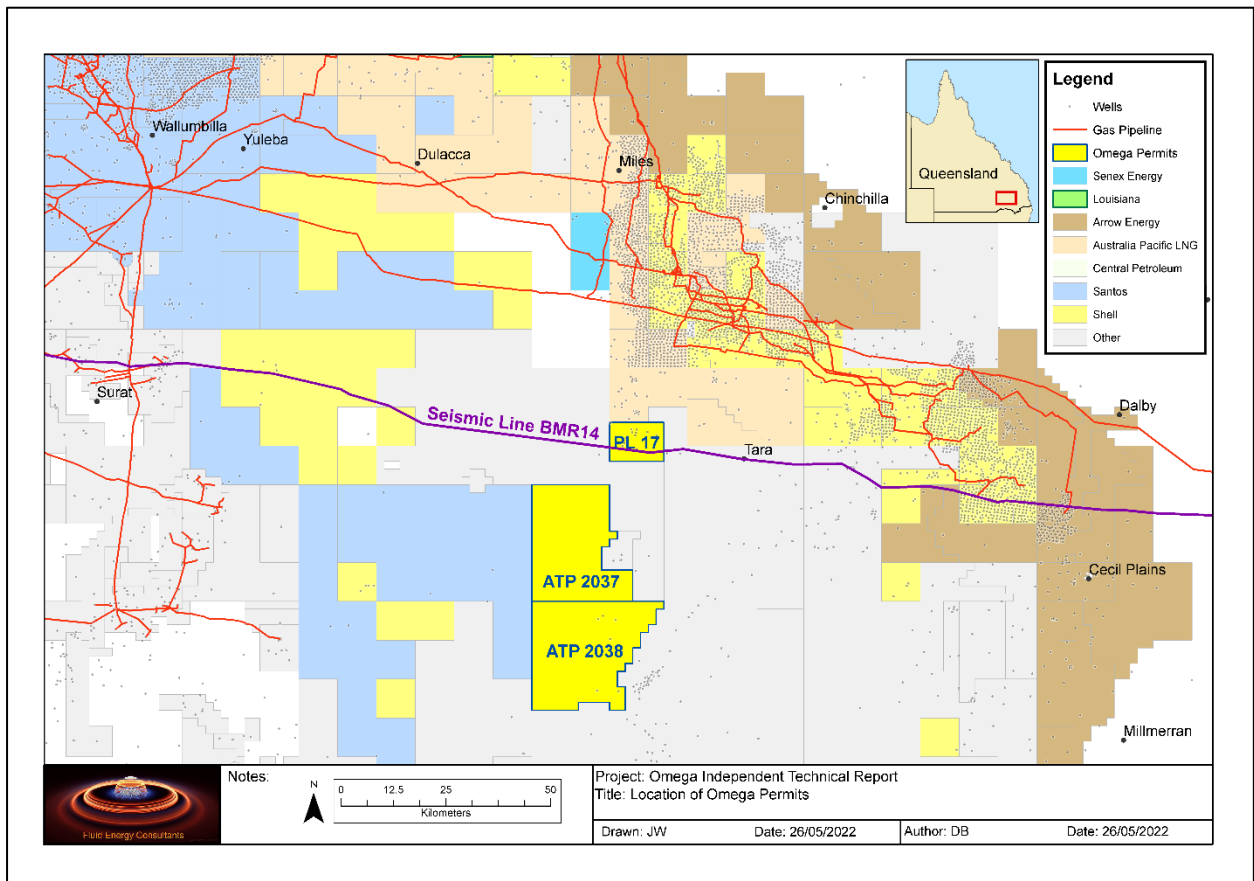 Wallumbilla
Yuleba
Dulacca
Miles
Chinchilla
Surat
Seismic Line BMR14
PL 17
Tara
Dalby
ATP 2037
Cecil Plains
ATP 2038
Millmerran
Queensland
Legend
Wells
Gas Pipeline
Omega Permits
Senex Energy
Louisiana
Arrow Energy
Australia Pacific LNG
Central Petroleum
Santos
Shell
Other
Fluid Energy Consultants
Notes:
N
0 12.5 25 50
Kilometers
Project: Omega Independent Technical Report
Title: Location of Omega Permits
Drawn: JW Date: 26/05/2022 Author: DB Date: 26/05/2022